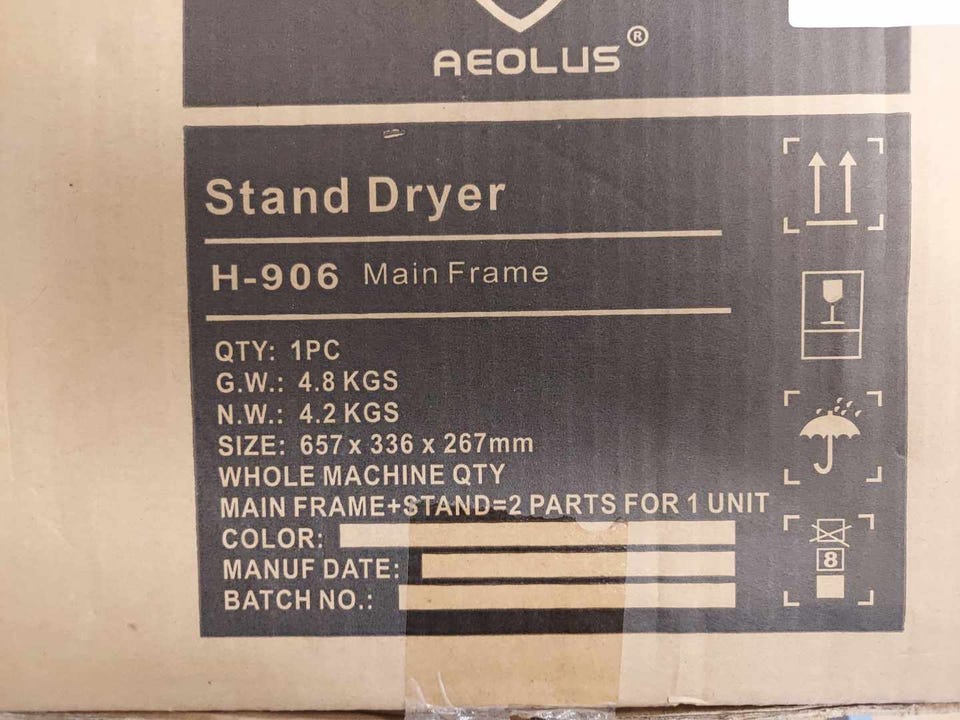 AEOLUS®
Stand Dryer
H-906 Main Frame
QTY: 1PC
G.W.: 4.8 KGS
N.W.: 4.2 KGS
SIZE: 657 x 336 x 267mm
WHOLE MACHINE QTY
MAIN FRAME+STAND=2 PARTS FOR 1 UNIT
COLOR:
MANUF DATE:
BATCH NO.:
8